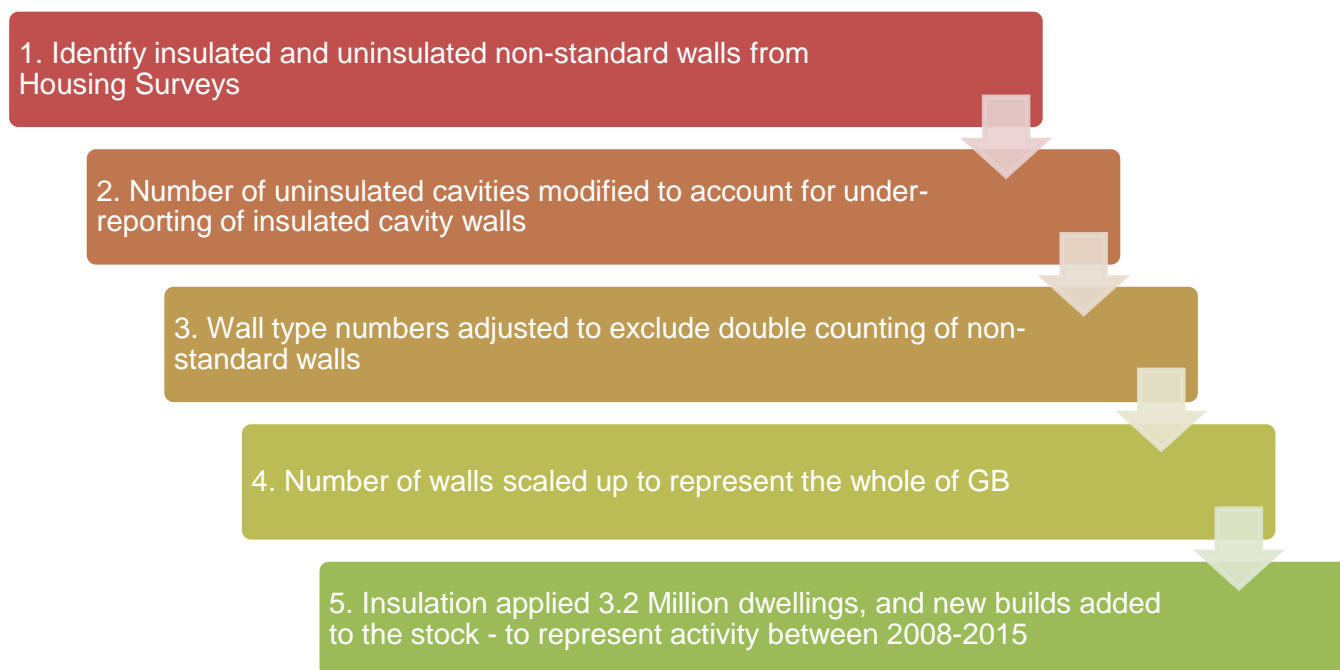 1. Identify insulated and uninsulated non-standard walls from
Housing Surveys
2. Number of uninsulated cavities modified to account for under-
reporting of insulated cavity walls
3. Wall type numbers adjusted to exclude double counting of non-
standard walls
4. Number of walls scaled up to represent the whole of GB
5. Insulation applied 3.2 Million dwellings, and new builds added
to the stock - to represent activity between 2008-2015